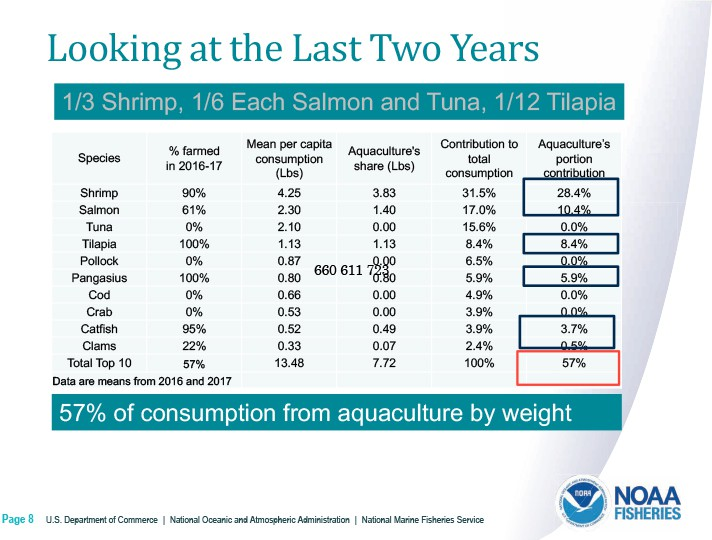 Looking at the Last Two Years
1/3 Shrimp, 1/6 Each Salmon and Tuna, 1/12 Tilapia
Species % farmed in 2016-17 Mean per capita consumption (Lbs) Aquaculture's share (Lbs) Contribution to total consumption Aquaculture's portion contribution
Shrimp 90% 4.25 3.83 31.5% 28.4%
Salmon 61% 2.30 1.40 17.0% 10.4%
Tuna 0% 2.10 0.00 15.6% 0.0%
Tilapia 100% 1.13 1.13 8.4% 8.4%
Pollock 0% 0.87 0.00 6.5% 0.0%
660 611 723
Pangasius 100% 0.80 0.80 5.9% 5.9%
Cod 0% 0.66 0.00 4.9% 0.0%
Crab 0% 0.53 0.00 3.9% 0.0%
Catfish 95% 0.52 0.49 3.9% 3.7%
Clams 22% 0.33 0.07 2.4% 0.5%
Total Top 10 57% 13.48 7.72 100% 57%
Data are means from 2016 and 2017
57% of consumption from aquaculture by weight
NOAA
FISHERIES
Page 8 U.S. Department of Commerce | National Oceanic and Atmospheric Administration | National Marine Fisheries Service